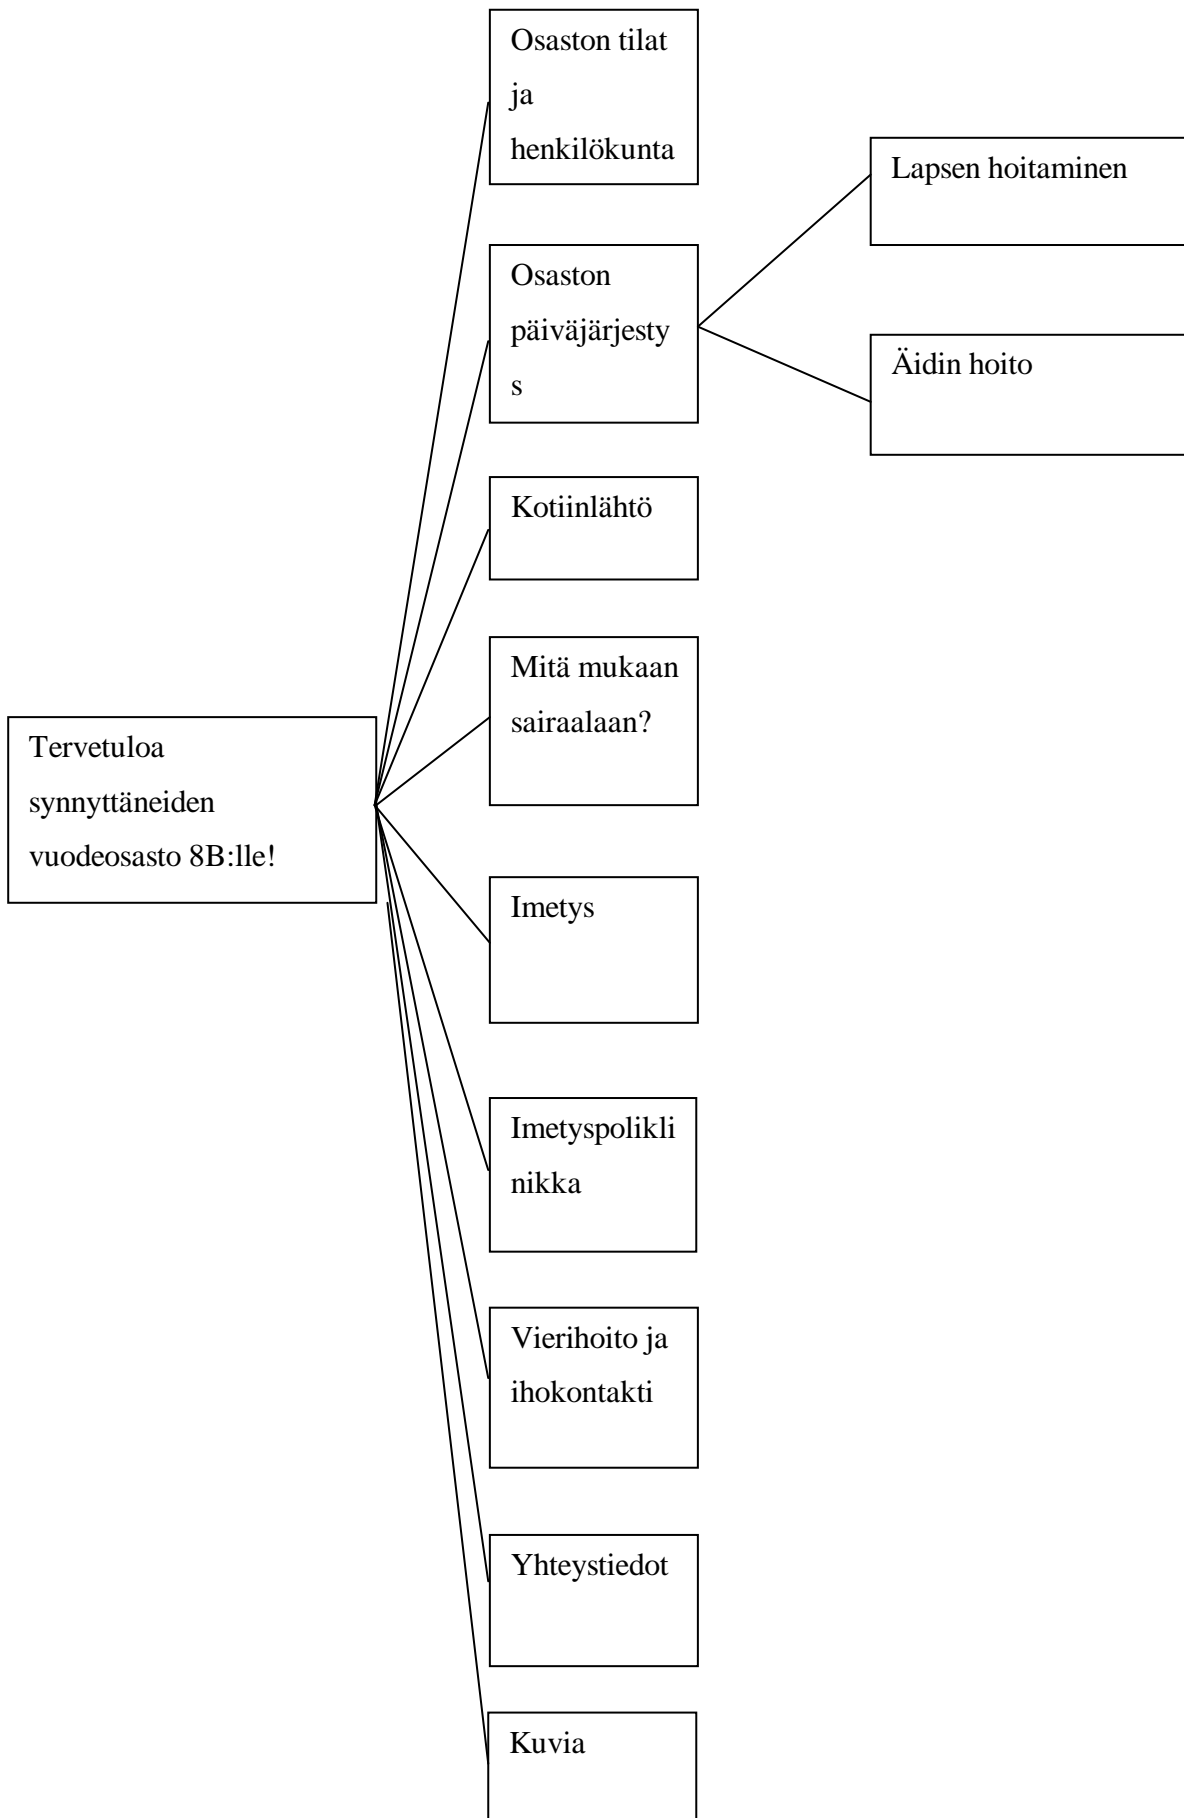 Osaston tilat
ja
henkilökunta
Lapsen hoitaminen
Osaston
päiväjärjesty
s
Äidin hoito
Kotiinlähtö
Mitä mukaan
sairaalaan?
Tervetuloa
synnyttäneiden
vuodeosasto 8B:lle!
Imetys
Imetyspolikli
nikka
Vierihoito ja
ihokontakti
Yhteystiedot
Kuvia